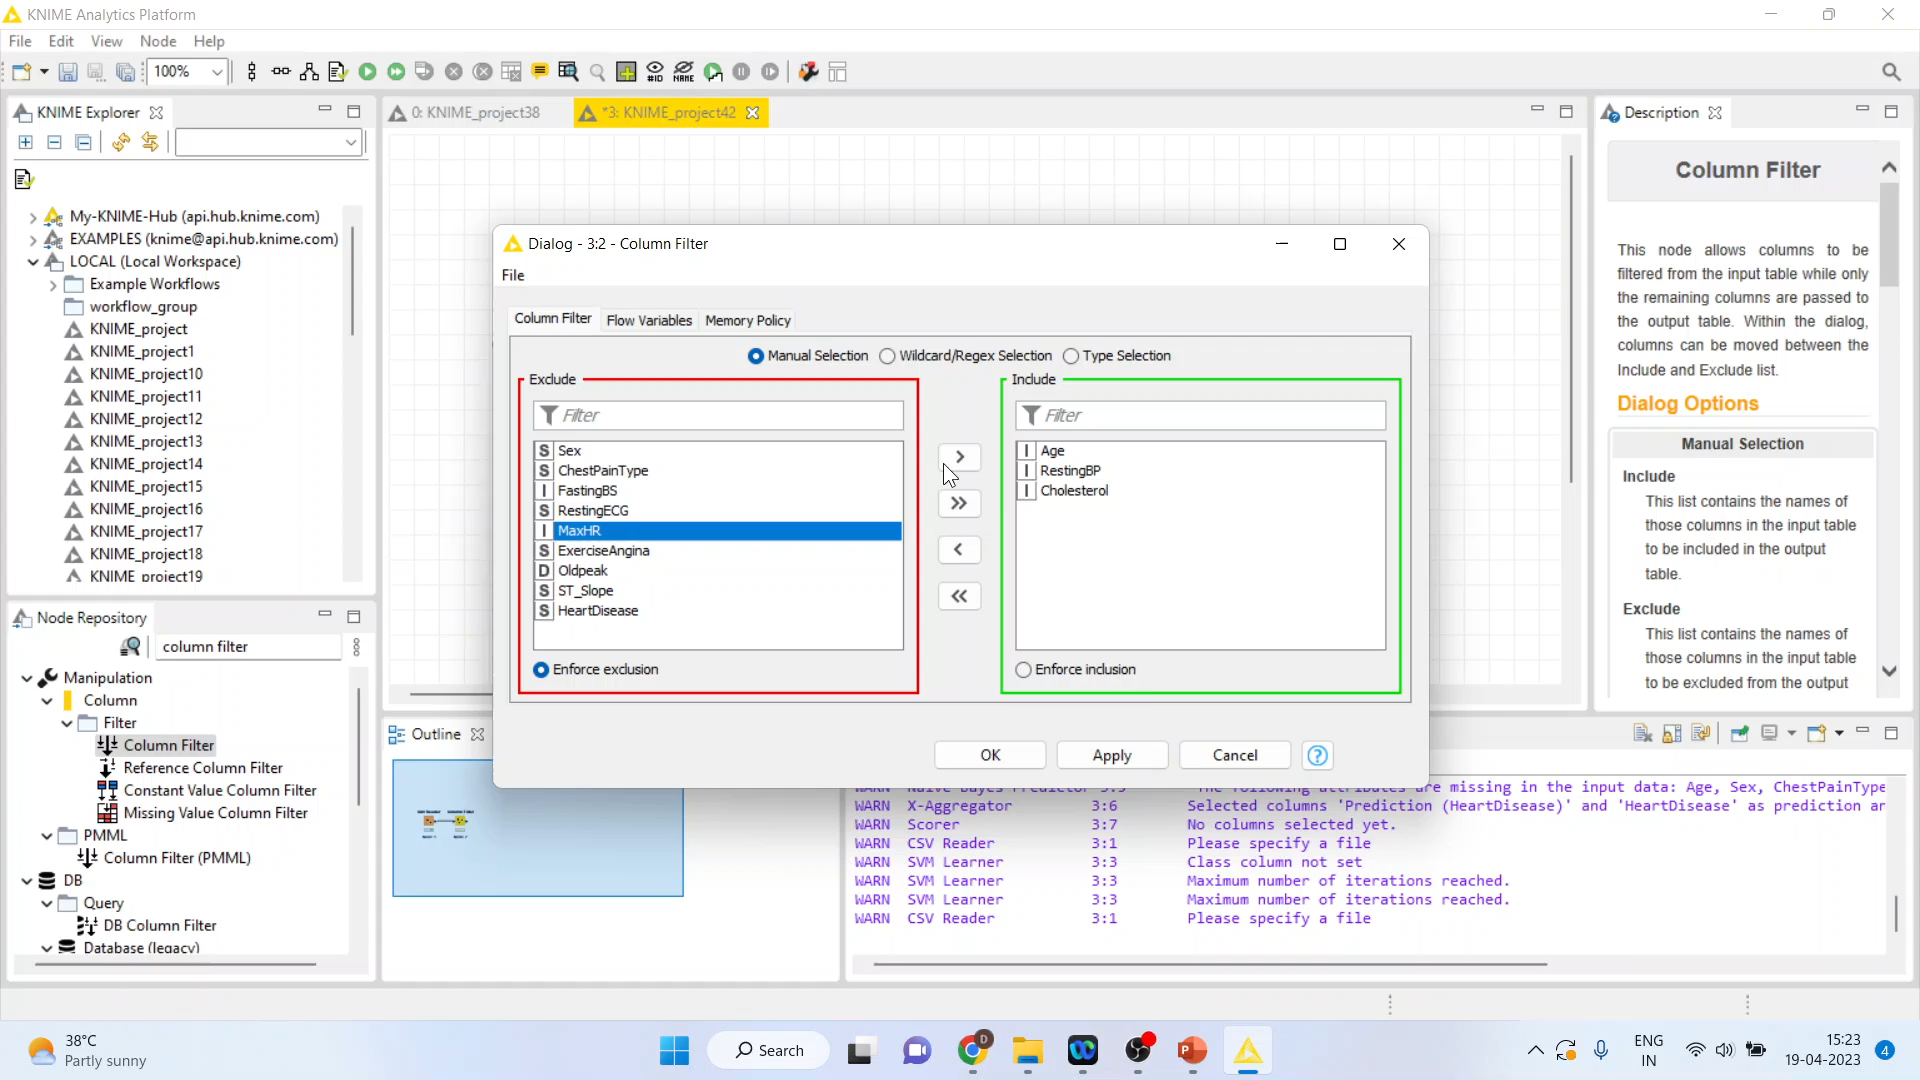 KNIME Analytics Platform
File Edit View Node Help
100%
#ID
NAME
KNIME Explorer
0: KNIME_project38
*3: KNIME_project42
Description
My-KNIME-Hub (api.hub.knime.com)
EXAMPLES (knime@api.hub.knime.com)
LOCAL (Local Workspace)
Example Workflows
workflow_group
KNIME_project
KNIME_project1
KNIME_project10
KNIME_project11
KNIME_project12
KNIME_project13
KNIME_project14
KNIME_project15
KNIME_project16
KNIME_project17
KNIME_project18
KNIME_project19
Node Repository
column filter
Manipulation
Column
Filter
Column Filter
Reference Column Filter
Constant Value Column Filter
Missing Value Column Filter
PMML
Column Filter (PMML)
DB
Query
DB Column Filter
Database (legacy)
Dialog - 3:2 - Column Filter
File
Column Filter Flow Variables Memory Policy
Manual Selection Wildcard/Regex Selection Type Selection
Exclude
Filter
S Sex
S ChestPainType
I FastingBS
S RestingECG
I MaxHR
S ExerciseAngina
D Oldpeak
S ST_Slope
S HeartDisease
Enforce exclusion
>
>>
<
<<
Include
Filter
I Age
I RestingBP
I Cholesterol
Enforce inclusion
OK Apply Cancel ?
Column Filter
This node allows columns to be
filtered from the input table while only
the remaining columns are passed to
the output table. Within the dialog,
columns can be moved between the
Include and Exclude list.
Dialog Options
Manual Selection
Include
This list contains the names of
those columns in the input table
to be included in the output
table.
Exclude
This list contains the names of
those columns in the input table
to be excluded from the output
Outline
WARN Naive Bayes Predictor 3:5 The following attributes are missing in the input data: Age, Sex, ChestPainType
WARN X-Aggregator 3:6 Selected columns 'Prediction (HeartDisease)' and 'HeartDisease' as prediction ar
WARN Scorer 3:7 No columns selected yet.
WARN CSV Reader 3:1 Please specify a file
WARN SVM Learner 3:3 Class column not set
WARN SVM Learner 3:3 Maximum number of iterations reached.
WARN SVM Learner 3:3 Maximum number of iterations reached.
WARN CSV Reader 3:1 Please specify a file
38°C
Partly sunny
Search
D
P
ENG
IN
15:23
19-04-2023
4